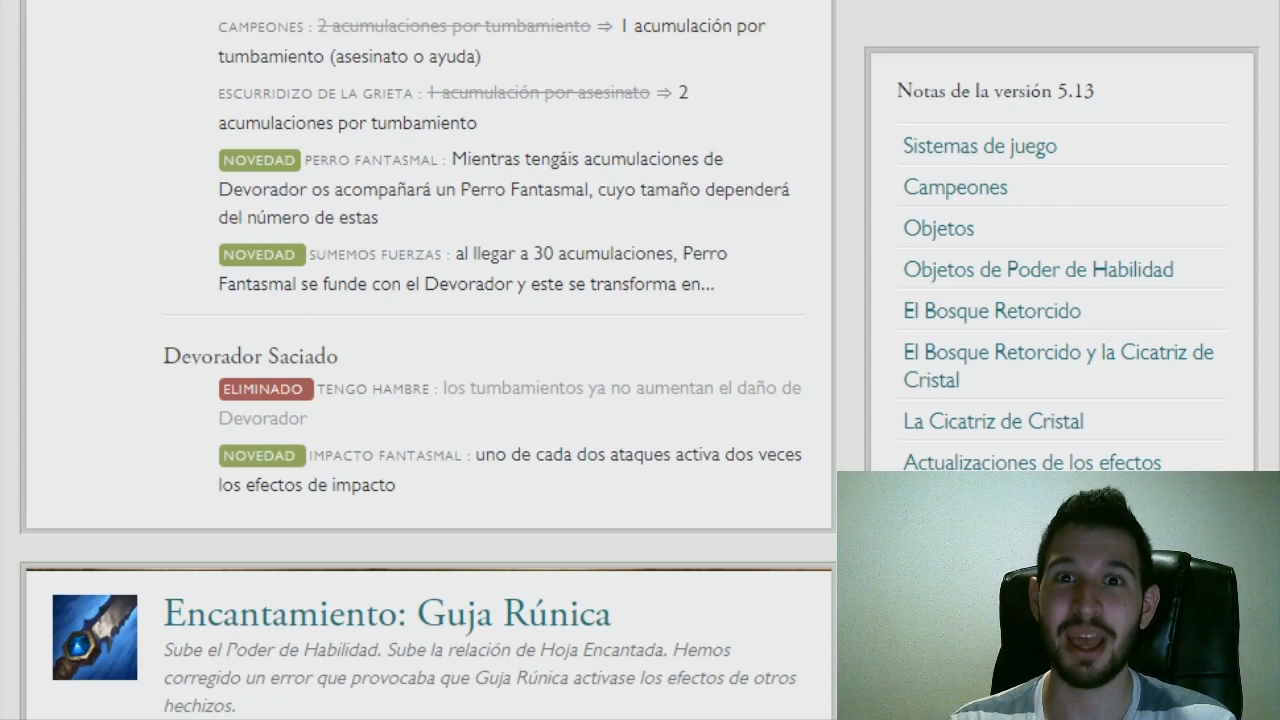 CAMPEONES : 2 acumulaciones por tumbamiento ⇒ 1 acumulación por
tumbamiento (asesinato o ayuda)
ESCURRIDIZO DE LA GRIETA : 1 acumulación por asesinato ⇒ 2
acumulaciones por tumbamiento
NOVEDAD PERRO FANTASMAL : Mientras tengáis acumulaciones de
Devorador os acompañará un Perro Fantasmal, cuyo tamaño dependerá
del número de estas
NOVEDAD SUMEMOS FUERZAS : al llegar a 30 acumulaciones, Perro
Fantasmal se funde con el Devorador y este se transforma en...
Devorador Saciado
ELIMINADO TENGO HAMBRE : los tumbamientos ya no aumentan el daño de
Devorador
NOVEDAD IMPACTO FANTASMAL : uno de cada dos ataques activa dos veces
los efectos de impacto
Encantamiento: Guja Rúnica
Sube el Poder de Habilidad. Sube la relación de Hoja Encantada. Hemos
corregido un error que provocaba que Guja Rúnica activase los efectos de otros
hechizos.
Notas de la versión 5.13
Sistemas de juego
Campeones
Objetos
Objetos de Poder de Habilidad
El Bosque Retorcido
El Bosque Retorcido y la Cicatriz de
Cristal
La Cicatriz de Cristal
Actualizaciones de los efectos